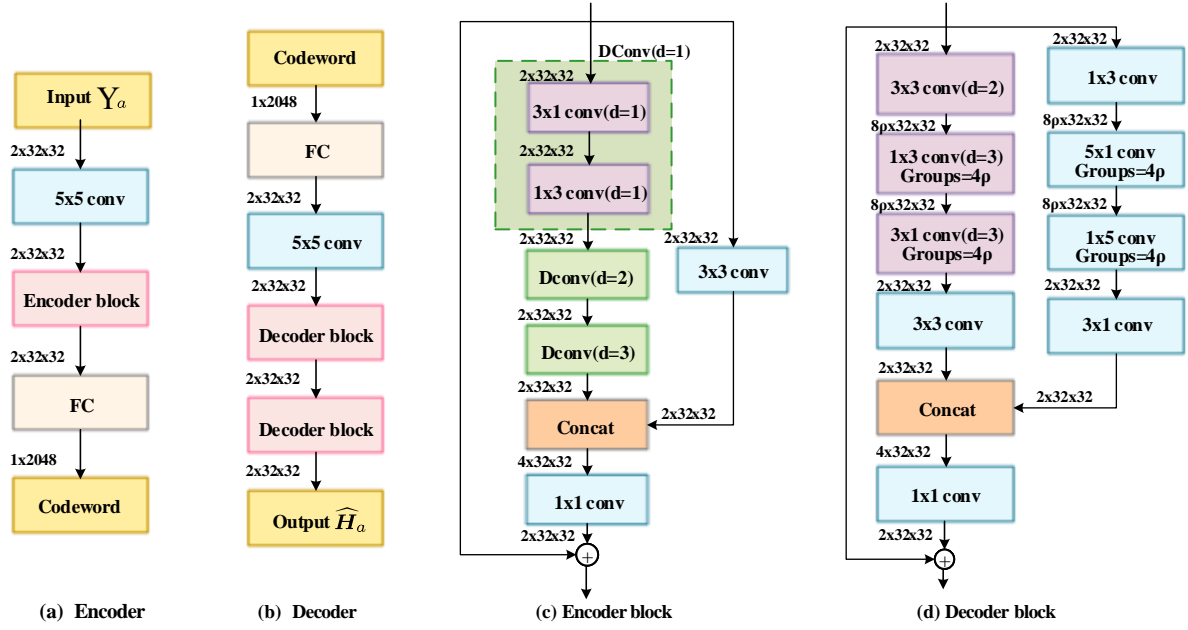 Input Y_a
2x32x32
5x5 conv
2x32x32
Encoder block
2x32x32
FC
1x2048
Codeword
(a) Encoder
Codeword
1x2048
FC
2x32x32
5x5 conv
2x32x32
Decoder block
2x32x32
Decoder block
2x32x32
Output \widehat{H}_a
(b) Decoder
DConv(d=1)
2x32x32
3x1 conv(d=1)
2x32x32
1x3 conv(d=1)
2x32x32
Dconv(d=2)
2x32x32
Dconv(d=3)
2x32x32
2x32x32
3x3 conv
Concat
2x32x32
4x32x32
1x1 conv
2x32x32
+
(c) Encoder block
2x32x32
3x3 conv(d=2)
8ρx32x32
1x3 conv(d=3)
Groups=4ρ
8ρx32x32
3x1 conv(d=3)
Groups=4ρ
2x32x32
3x3 conv
2x32x32
2x32x32
1x3 conv
8ρx32x32
5x1 conv
Groups=4ρ
8ρx32x32
1x5 conv
Groups=4ρ
2x32x32
3x1 conv
2x32x32
Concat
4x32x32
1x1 conv
2x32x32
+
(d) Decoder block